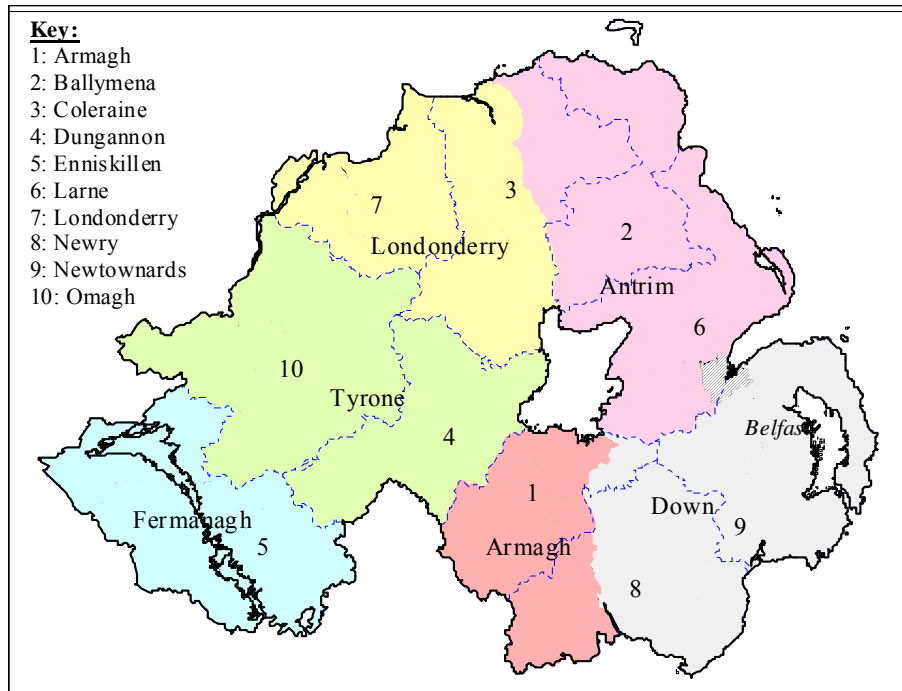 Key:
1: Armagh
2: Ballymena
3: Coleraine
4: Dungannon
5: Enniskillen
6: Larne
7: Londonderry
8: Newry
9: Newtownards
10: Omagh
3
7
2
Londonderry
Antrim
6
10
Tyrone
4
Belfas
1
Down
Fermanagh
9
5
Armagh
8